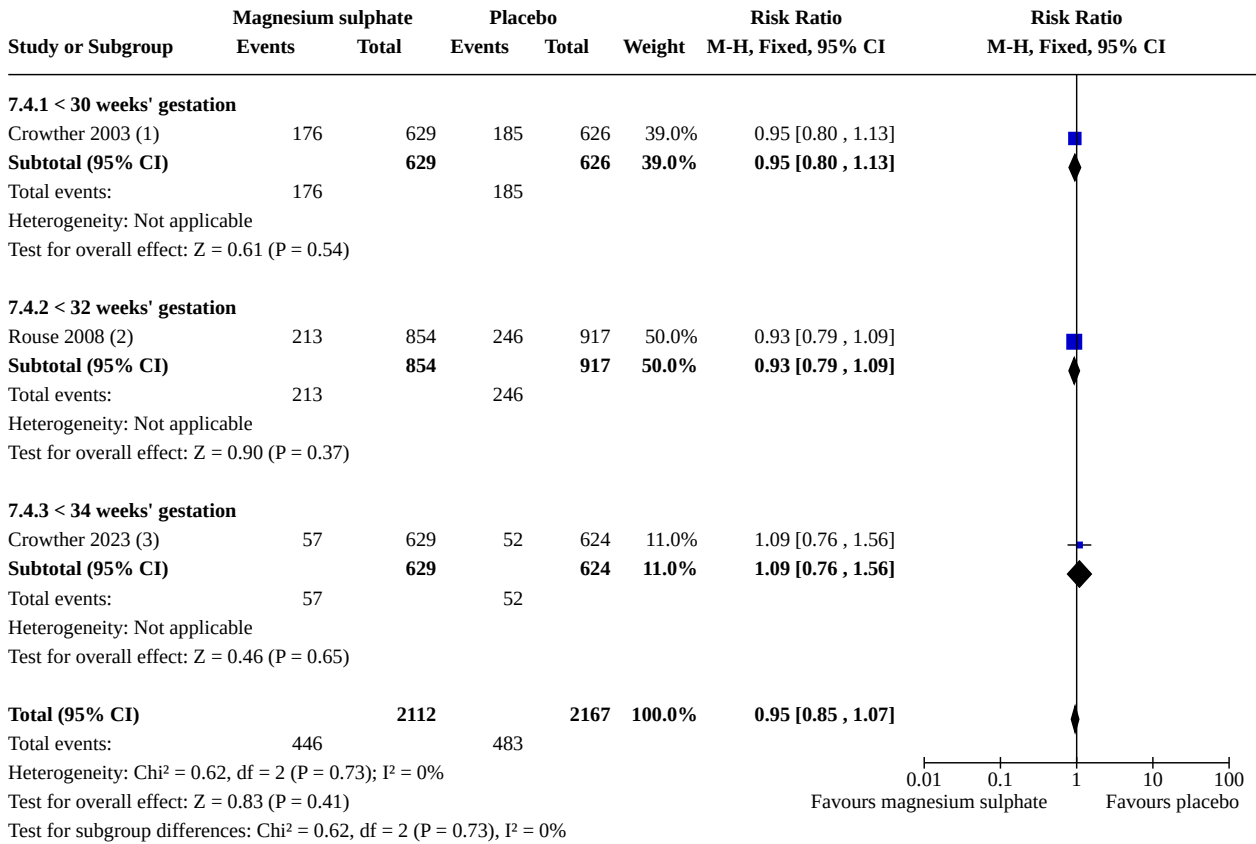 Magnesium sulphate Placebo Risk Ratio Risk Ratio
Study or Subgroup Events Total Events Total Weight M-H, Fixed, 95% CI M-H, Fixed, 95% CI
7.4.1 < 30 weeks' gestation
Crowther 2003 (1) 176 629 185 626 39.0% 0.95 [0.80 , 1.13]
Subtotal (95% CI) 629 626 39.0% 0.95 [0.80 , 1.13]
Total events: 176 185
Heterogeneity: Not applicable
Test for overall effect: Z = 0.61 (P = 0.54)
7.4.2 < 32 weeks' gestation
Rouse 2008 (2) 213 854 246 917 50.0% 0.93 [0.79 , 1.09]
Subtotal (95% CI) 854 917 50.0% 0.93 [0.79 , 1.09]
Total events: 213 246
Heterogeneity: Not applicable
Test for overall effect: Z = 0.90 (P = 0.37)
7.4.3 < 34 weeks' gestation
Crowther 2023 (3) 57 629 52 624 11.0% 1.09 [0.76 , 1.56]
Subtotal (95% CI) 629 624 11.0% 1.09 [0.76 , 1.56]
Total events: 57 52
Heterogeneity: Not applicable
Test for overall effect: Z = 0.46 (P = 0.65)
Total (95% CI) 2112 2167 100.0% 0.95 [0.85 , 1.07]
Total events: 446 483
Heterogeneity: Chi² = 0.62, df = 2 (P = 0.73); I² = 0%
Test for overall effect: Z = 0.83 (P = 0.41)
Test for subgroup differences: Chi² = 0.62, df = 2 (P = 0.73), I² = 0%
0.01 0.1 1 10 100
Favours magnesium sulphate Favours placebo